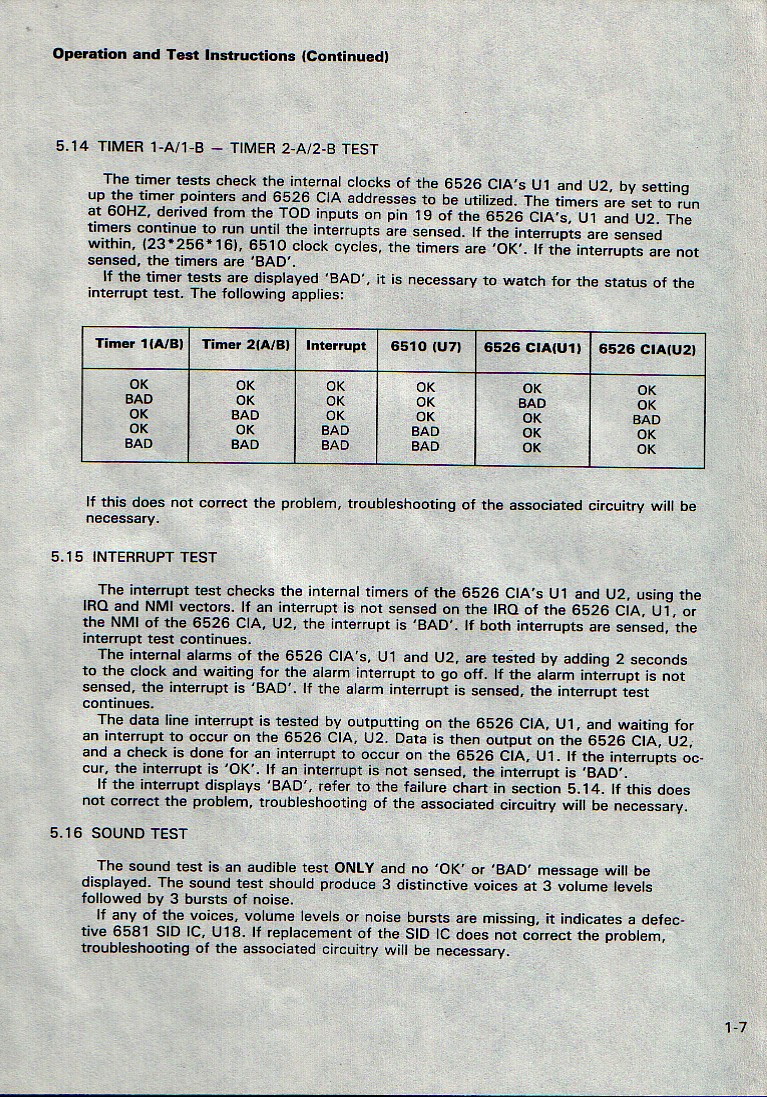 Operation and Test Instructions (Continued)
5.14 TIMER 1-A/1-B — TIMER 2-A/2-B TEST
The timer tests check the internal clocks of the 6526 CIA's U1 and U2, by setting
up the timer pointers and 6526 CIA addresses to be utilized. The timers are set to run
at 60HZ, derived from the TOD inputs on pin 19 of the 6526 CIA's, U1 and U2. The
timers continue to run until the interrupts are sensed. If the interrupts are sensed
within, (23*256*16), 6510 clock cycles, the timers are 'OK'. If the interrupts are not
sensed, the timers are 'BAD'.
If the timer tests are displayed 'BAD', it is necessary to watch for the status of the
interrupt test. The following applies:
Timer 1(A/B) Timer 2(A/B) Interrupt 6510 (U7) 6526 CIA(U1) 6526 CIA(U2)
OK OK OK OK OK OK
BAD OK OK OK BAD OK
OK BAD OK OK OK BAD
OK OK BAD BAD OK OK
BAD BAD BAD BAD OK OK
If this does not correct the problem, troubleshooting of the associated circuitry will be
necessary.
5.15 INTERRUPT TEST
The interrupt test checks the internal timers of the 6526 CIA's U1 and U2, using the
IRQ and NMI vectors. If an interrupt is not sensed on the IRQ of the 6526 CIA, U1, or
the NMI of the 6526 CIA, U2, the interrupt is 'BAD'. If both interrupts are sensed, the
interrupt test continues.
The internal alarms of the 6526 CIA's, U1 and U2, are tested by adding 2 seconds
to the clock and waiting for the alarm interrupt to go off. If the alarm interrupt is not
sensed, the interrupt is 'BAD'. If the alarm interrupt is sensed, the interrupt test
continues.
The data line interrupt is tested by outputting on the 6526 CIA, U1, and waiting for
an interrupt to occur on the 6526 CIA, U2. Data is then output on the 6526 CIA, U2,
and a check is done for an interrupt to occur on the 6526 CIA, U1. If the interrupts oc-
cur, the interrupt is 'OK'. If an interrupt is not sensed, the interrupt is 'BAD'.
If the interrupt displays 'BAD', refer to the failure chart in section 5.14. If this does
not correct the problem, troubleshooting of the associated circuitry will be necessary.
5.16 SOUND TEST
The sound test is an audible test ONLY and no 'OK' or 'BAD' message will be
displayed. The sound test should produce 3 distinctive voices at 3 volume levels
followed by 3 bursts of noise.
If any of the voices, volume levels or noise bursts are missing, it indicates a defec-
tive 6581 SID IC, U18. If replacement of the SID IC does not correct the problem,
troubleshooting of the associated circuitry will be necessary.
1-7